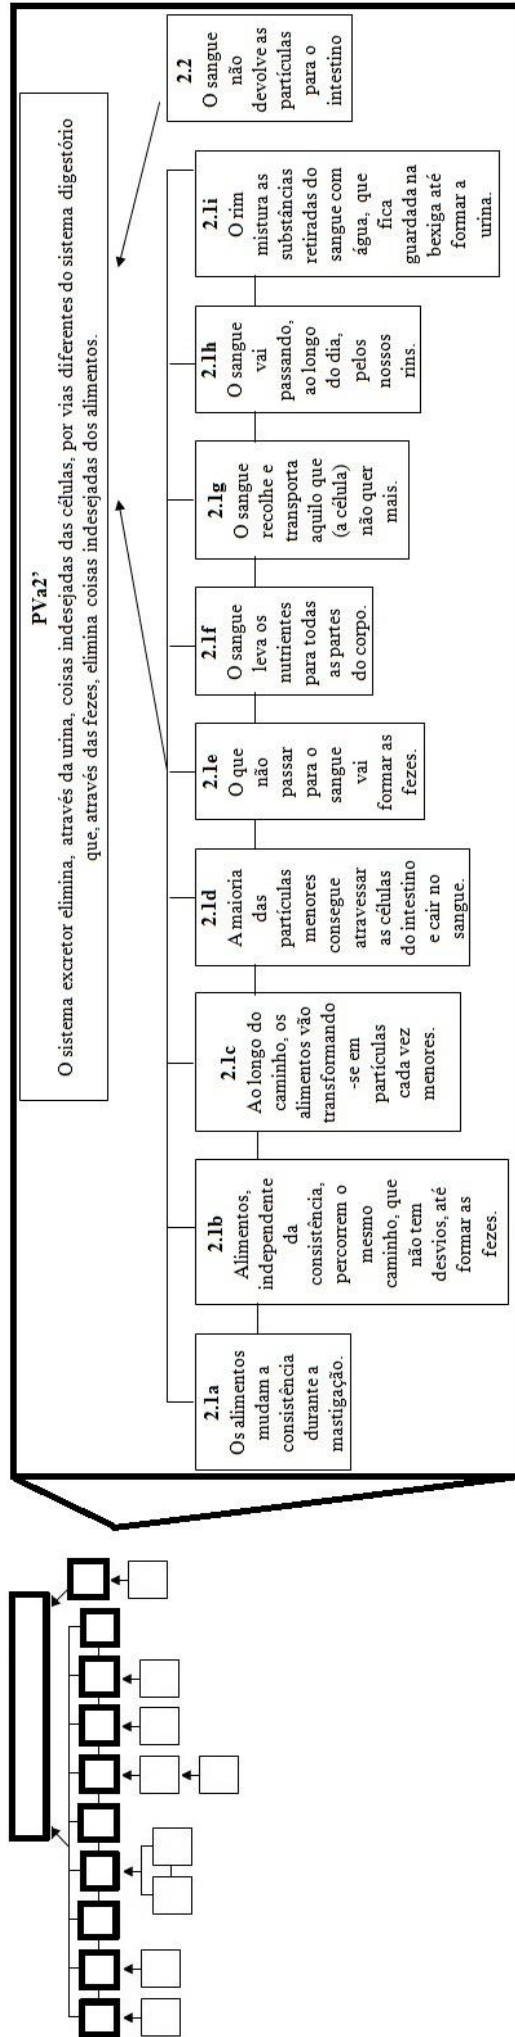 PVa2’
O sistema excretor elimina, através da urina, coisas indesejadas das células, por vias diferentes do sistema digestório
que, através das fezes, elimina coisas indesejadas dos alimentos.
2.1a
Os alimentos
mudam a
consistência
durante a
mastigação.
2.1b
Alimentos,
independente
da
consistência,
percorrem o
mesmo
caminho, que
não tem
desvios, até
formar as
fezes.
2.1c
Ao longo do
caminho, os
alimentos vão
transformando
-se em
partículas
cada vez
menores.
2.1d
A maioria
das
partículas
menores
consegue
atravessar
as células
do intestino
e cair no
sangue.
2.1e
O que
não
passar
para o
sangue
vai
formar as
fezes.
2.1f
O sangue
leva os
nutrientes
para todas
as partes
do corpo.
2.1g
O sangue
recolhe e
transporta
aquilo que
(a célula)
não quer
mais.
2.1h
O sangue
vai
passando,
ao longo
do dia,
pelos
nossos
rins.
2.1i
O rim
mistura as
substâncias
retiradas do
sangue com
água, que
fica
guardada na
bexiga até
formar a
urina.
2.2
O sangue
não
devolve as
partículas
para o
intestino